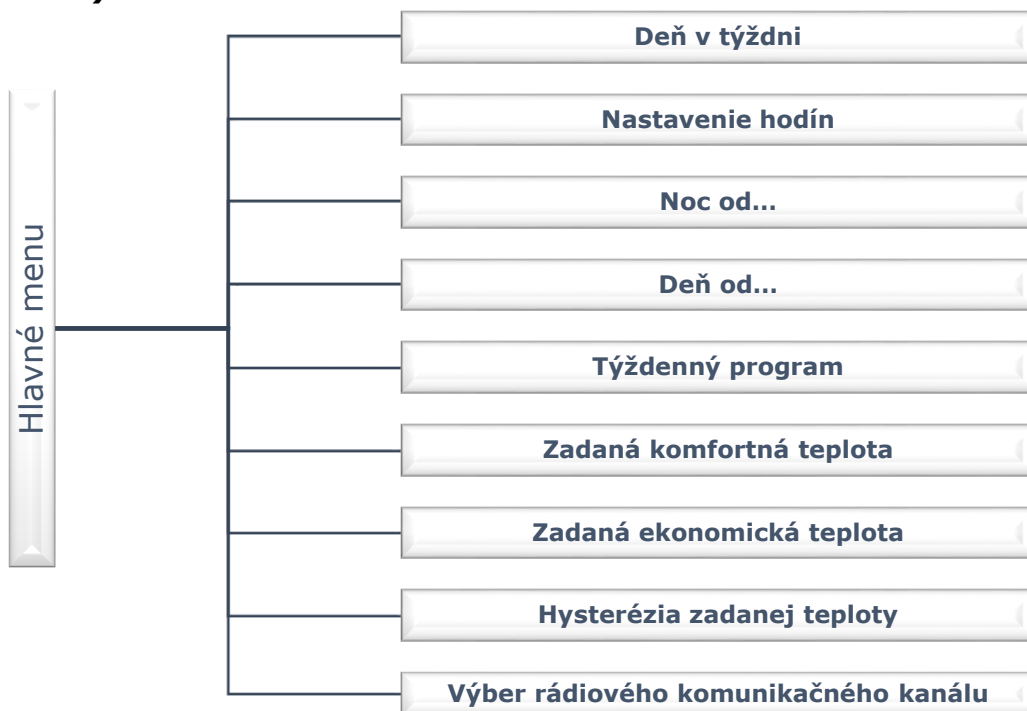 Hlavné menu
Deň v týždni
Nastavenie hodín
Noc od...
Deň od...
Týždenný program
Zadaná komfortná teplota
Zadaná ekonomická teplota
Hysterézia zadanej teploty
Výber rádiového komunikačného kanálu